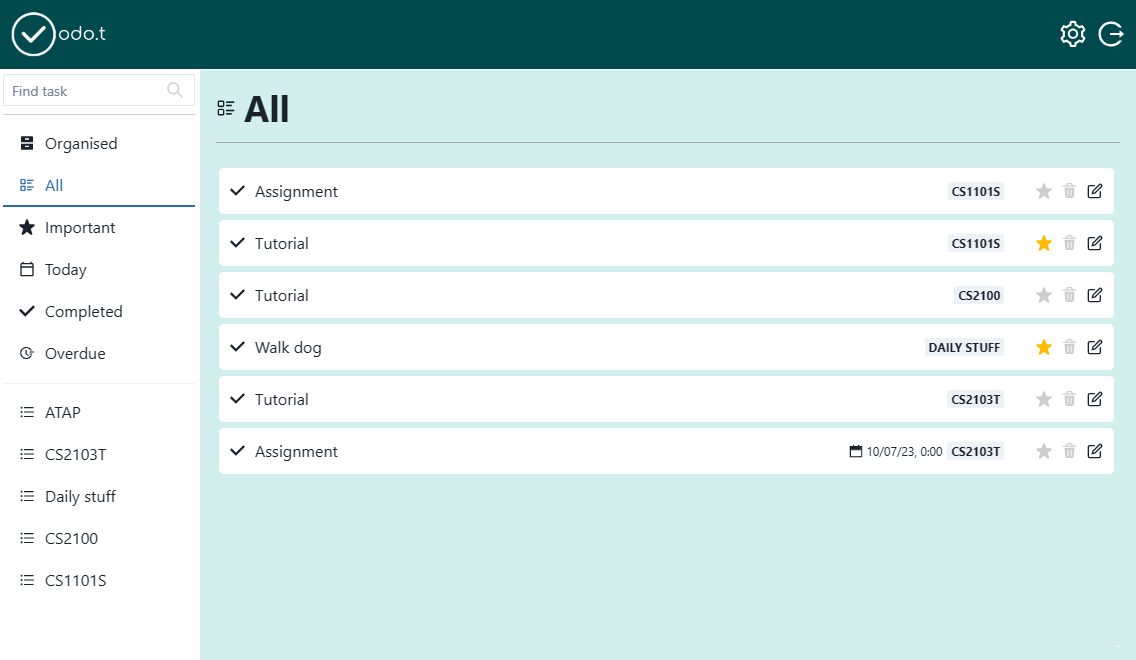 odo.t
Find task
Organised
All
Important
Today
Completed
Overdue
ATAP
CS2103T
Daily stuff
CS2100
CS1101S
All
Assignment CS1101S
Tutorial CS1101S
Tutorial CS2100
Walk dog DAILY STUFF
Tutorial CS2103T
Assignment 10/07/23, 0:00 CS2103T